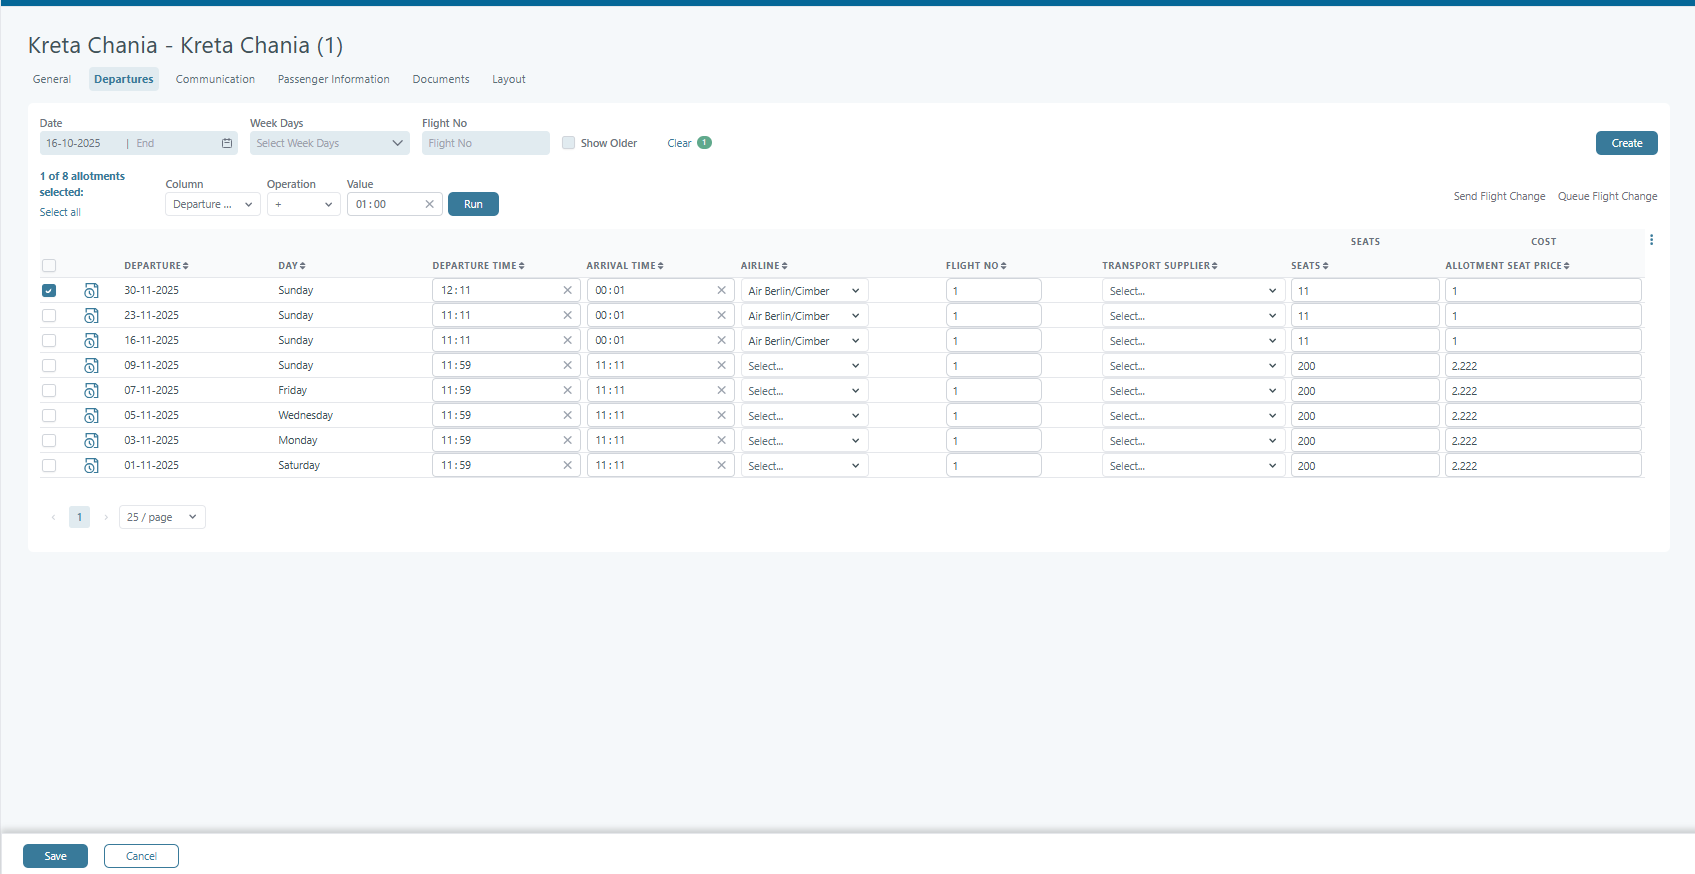 Kreta Chania - Kreta Chania (1)
General Departures Communication Passenger Information Documents Layout
Date Week Days Flight No
16-10-2025 | End Select Week Days Flight No Show Older Clear 1 Create
1 of 8 allotments selected:
Select all
Column Operation Value
Departure ... + 01:00 Run Send Flight Change Queue Flight Change
SEATS COST
DEPARTURE DAY DEPARTURE TIME ARRIVAL TIME AIRLINE FLIGHT NO TRANSPORT SUPPLIER SEATS ALLOTMENT SEAT PRICE
30-11-2025 Sunday 12:11 00:01 Air Berlin/Cimber 1 Select... 11 1
23-11-2025 Sunday 11:11 00:01 Air Berlin/Cimber 1 Select... 11 1
16-11-2025 Sunday 11:11 00:01 Air Berlin/Cimber 1 Select... 11 1
09-11-2025 Sunday 11:59 11:11 Select... 1 Select... 200 2.222
07-11-2025 Friday 11:59 11:11 Select... 1 Select... 200 2.222
05-11-2025 Wednesday 11:59 11:11 Select... 1 Select... 200 2.222
03-11-2025 Monday 11:59 11:11 Select... 1 Select... 200 2.222
01-11-2025 Saturday 11:59 11:11 Select... 1 Select... 200 2.222
1 25 / page
Save Cancel